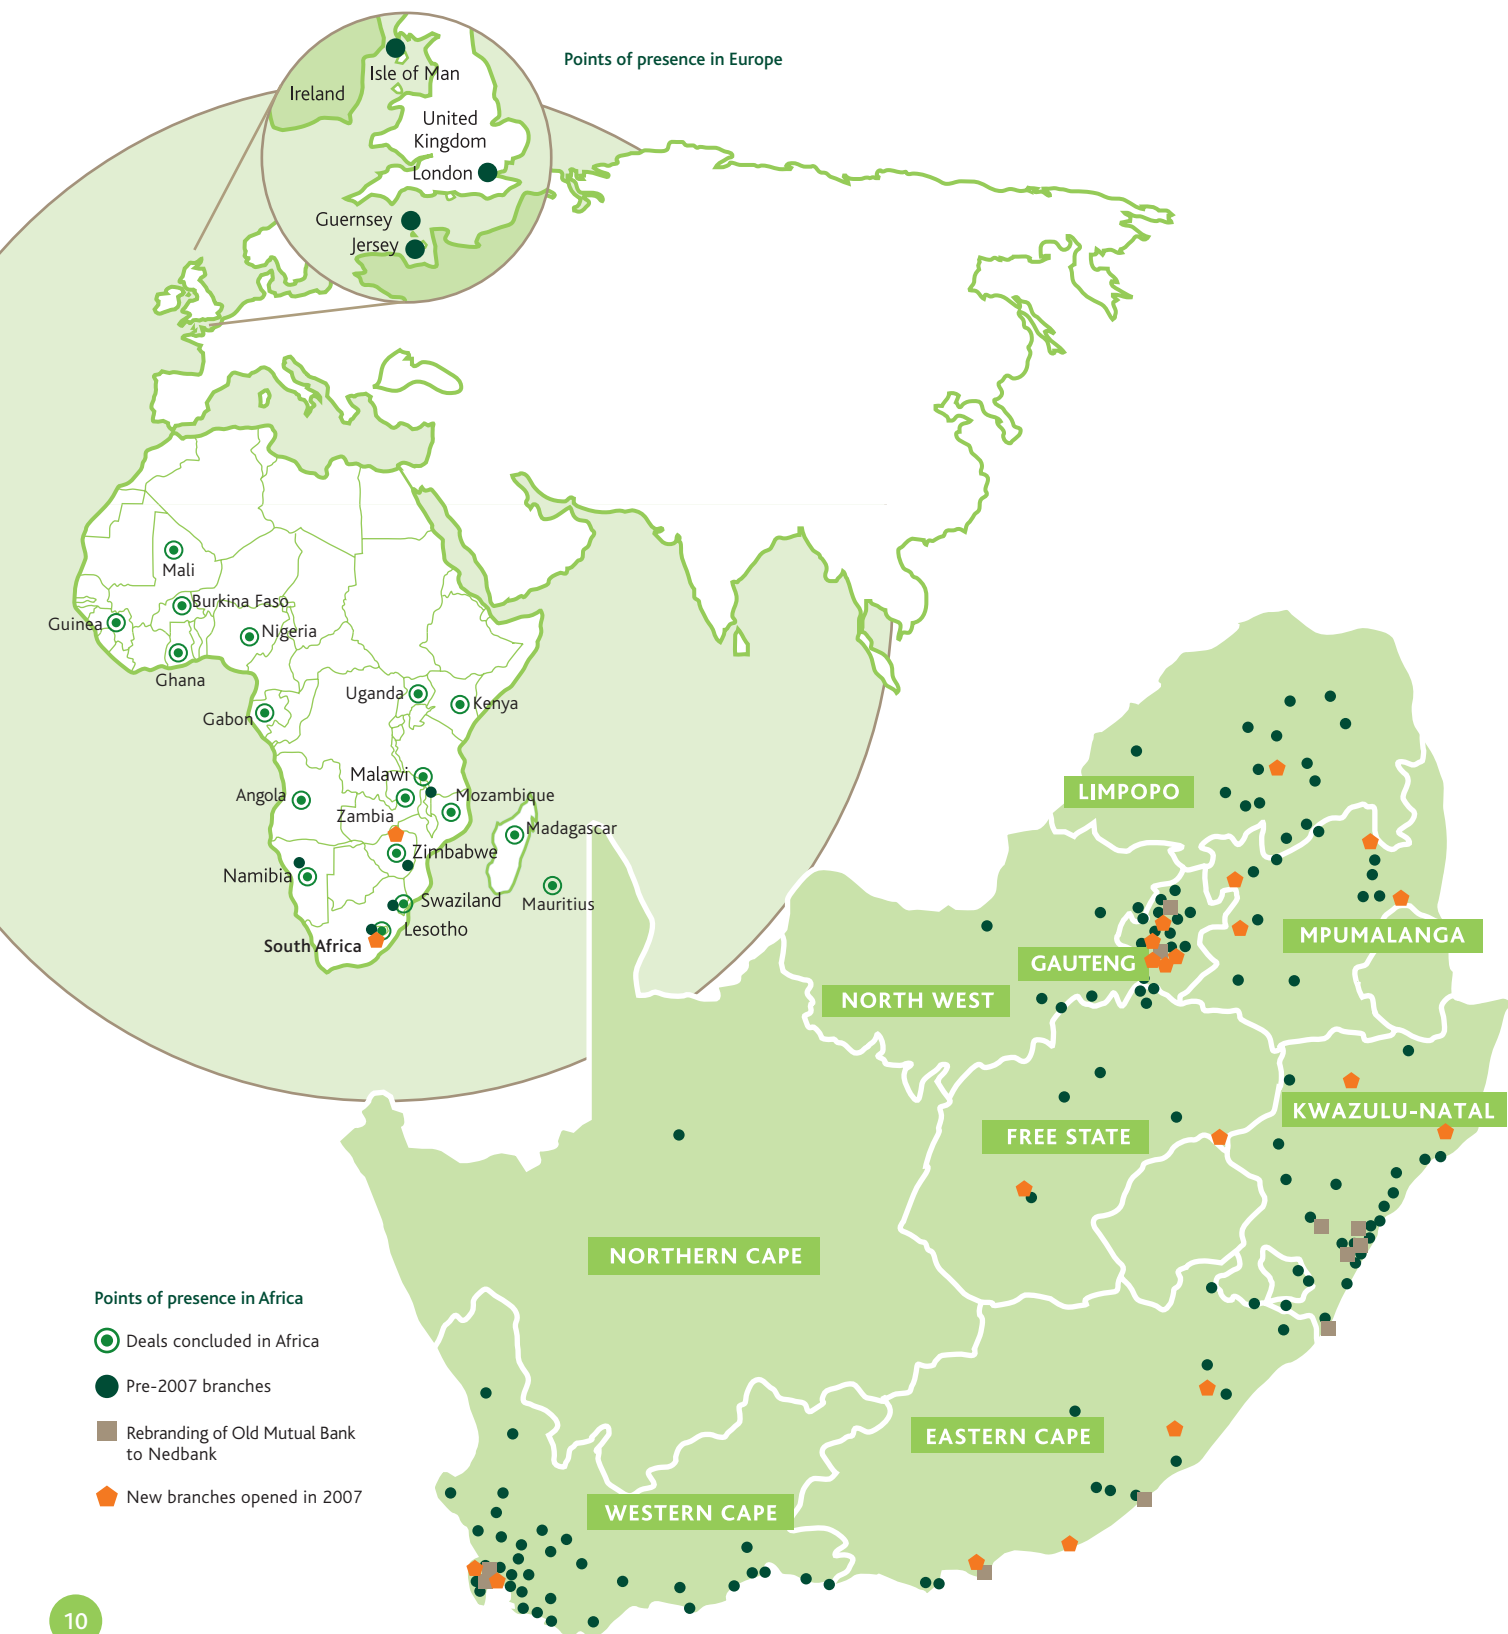 Points of presence in Europe
Isle of Man
Ireland
United
Kingdom
London
Guernsey
Jersey
Mali
Burkina Faso
Guinea
Nigeria
Ghana
Uganda
Kenya
Gabon
Malawi
Angola
Mozambique
Zambia
Madagascar
Zimbabwe
Namibia
Swaziland
Mauritius
Lesotho
South Africa
LIMPOPO
MPUMALANGA
GAUTENG
NORTH WEST
KWAZULU-NATAL
FREE STATE
NORTHERN CAPE
EASTERN CAPE
WESTERN CAPE
Points of presence in Africa
Deals concluded in Africa
Pre-2007 branches
Rebranding of Old Mutual Bank
to Nedbank
New branches opened in 2007
10